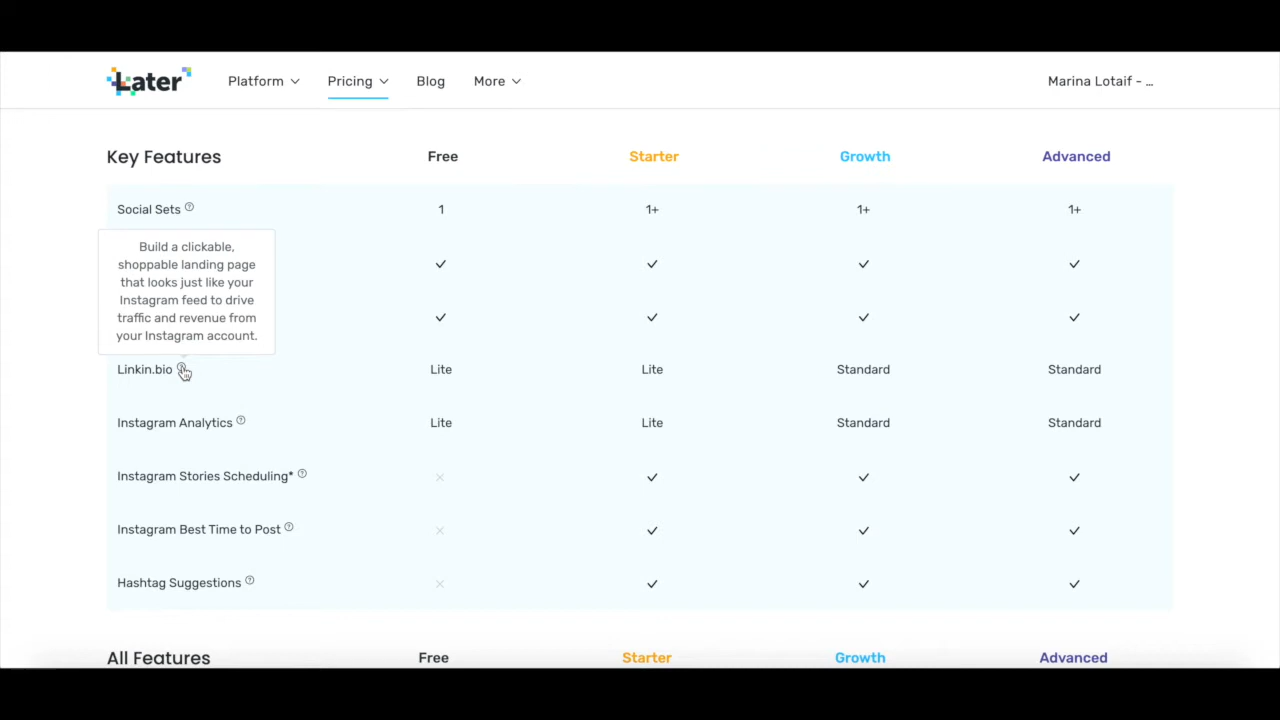 Later Platform Pricing Blog More Marina Lotaif - …
Key Features Free Starter Growth Advanced
Social Sets 1 1+ 1+ 1+
Build a clickable,
shoppable landing page
that looks just like your
Instagram feed to drive
traffic and revenue from
your Instagram account.
Linkin.bio Lite Lite Standard Standard
Instagram Analytics Lite Lite Standard Standard
Instagram Stories Scheduling*
Instagram Best Time to Post
Hashtag Suggestions
All Features Free Starter Growth Advanced